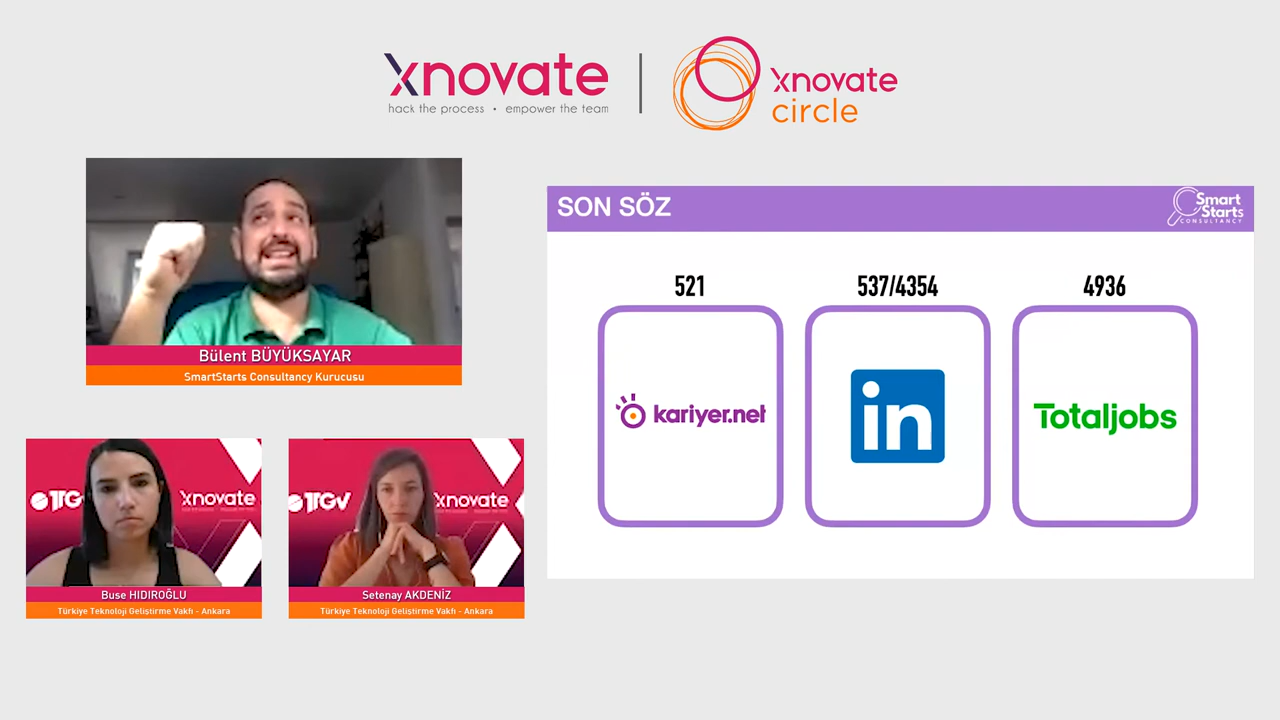 xnovate
hack the process • empower the team
xnovate
circle
Bülent BÜYÜKSAYAR
SmartStarts Consultancy Kurucusu
SON SÖZ
Smart
Starts
CONSULTANCY
521
537/4354
4936
kariyer.net
in
Totaljobs
TTGV
xnovate
Buse HIDIROĞLU
Türkiye Teknoloji Geliştirme Vakfı - Ankara
TTGV
xnovate
Setenay AKDENİZ
Türkiye Teknoloji Geliştirme Vakfı - Ankara